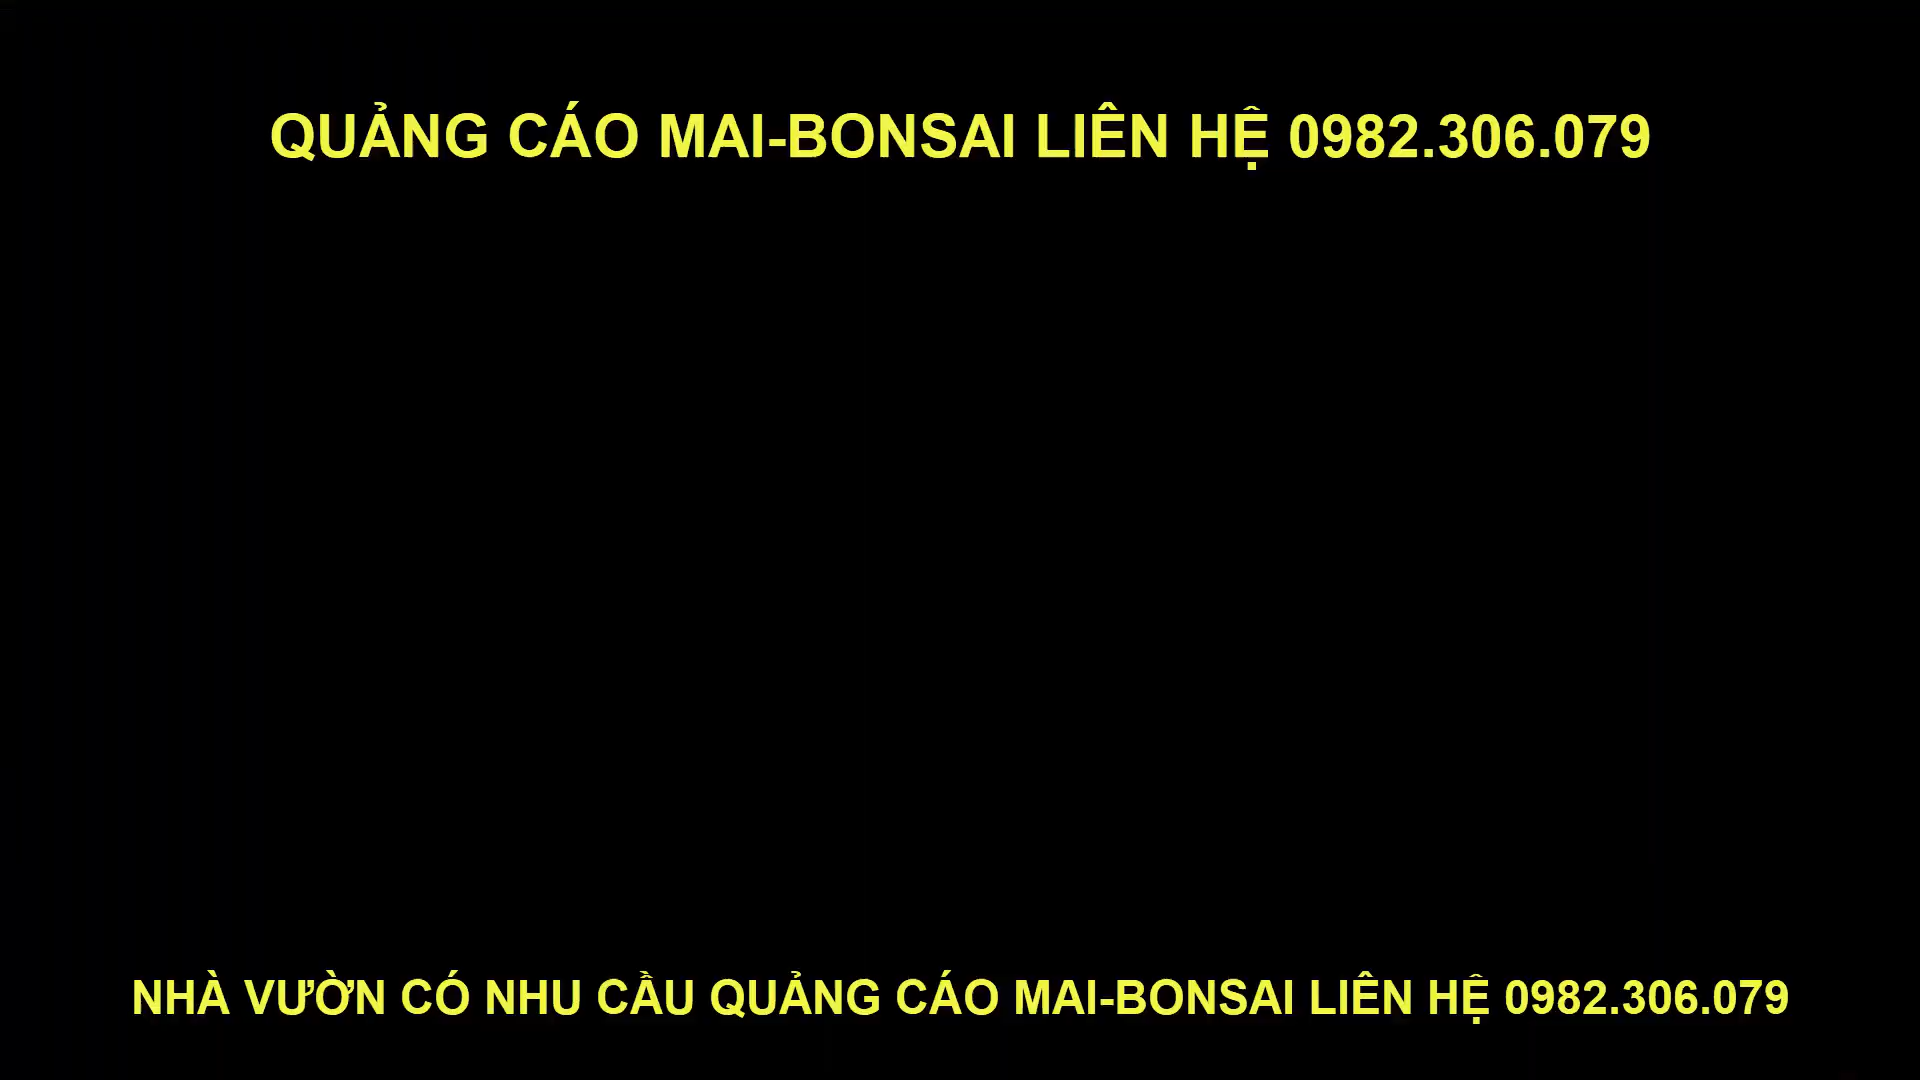 QUẢNG CÁO MAI-BONSAI LIÊN HỆ 0982.306.079
NHÀ VƯỜN CÓ NHU CẦU QUẢNG CÁO MAI-BONSAI LIÊN HỆ 0982.306.079